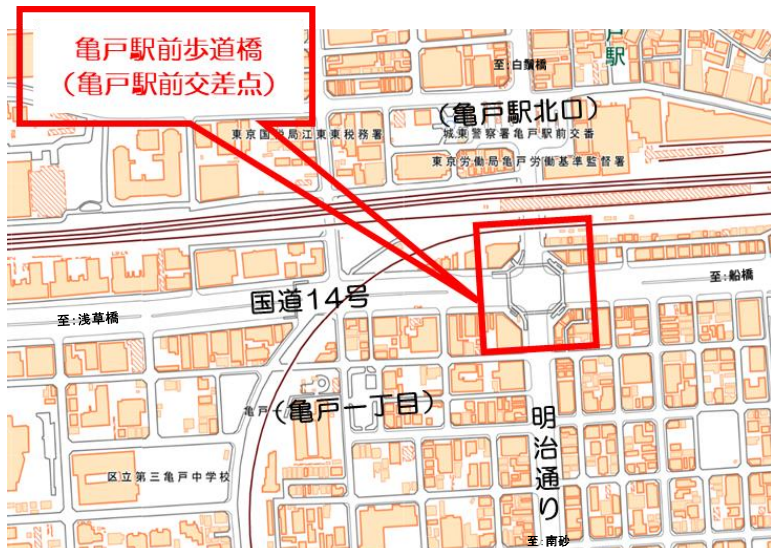 亀戸駅前歩道橋
(亀戸駅前交差点)
戸駅
至:白鬚橋
(亀戸駅北口)
東京国税局江東東税務署
城東警察署亀戸駅前交番
東京労働局亀戸労働基準監督署
至:船橋
国道14号
至:浅草橋
亀戸
(亀戸一丁目)
明治通り
区立第三亀戸中学校
至:南砂